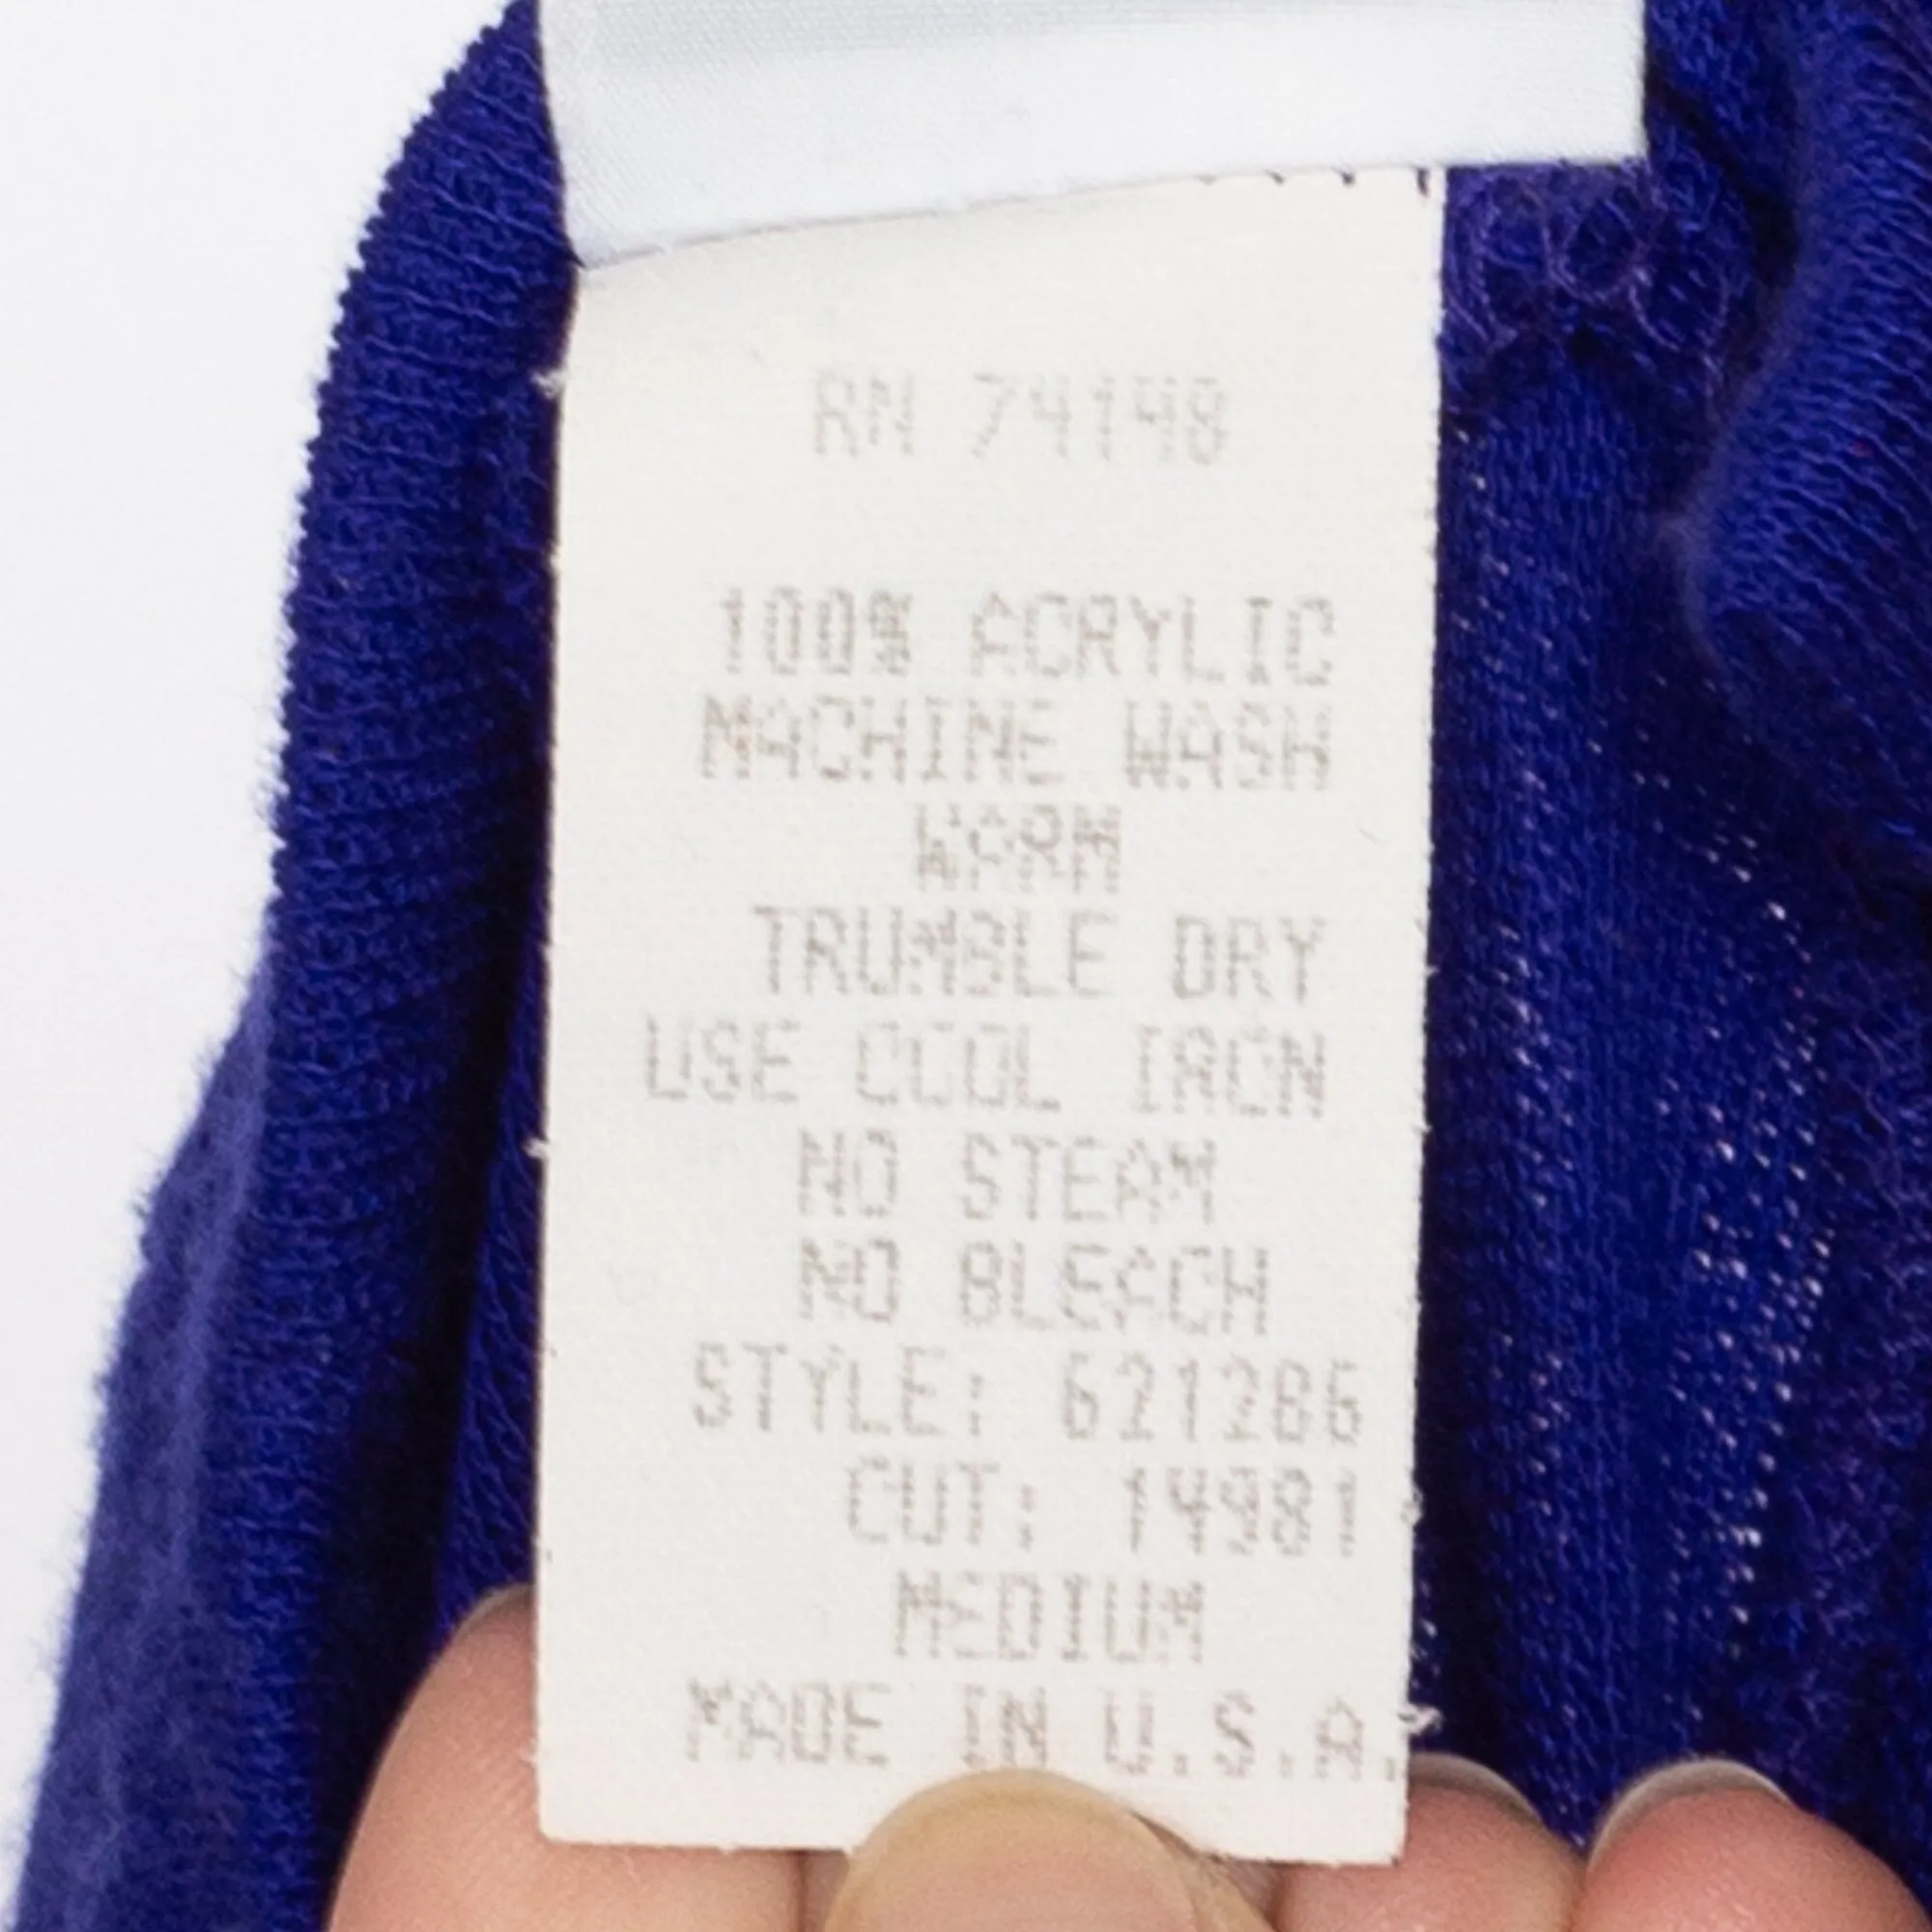 RN 74148
100% ACRYLIC
MACHINE WASH
WARM
TRUMBLE DRY
USE COOL IRON
NO STEAM
NO BLEACH
STYLE: 621286
CUT: 14981
MEDIUM
MADE IN U.S.A.